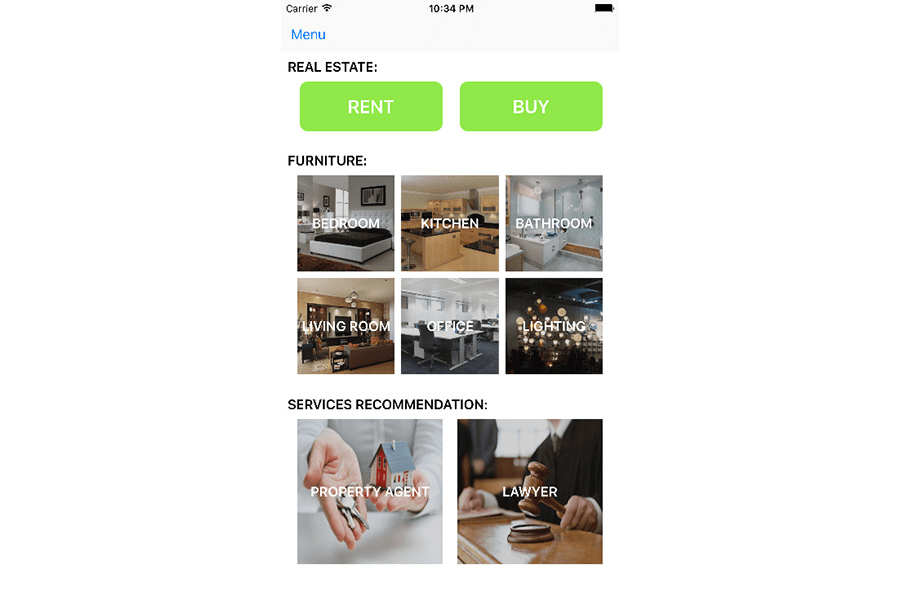 Carrier 10:34 PM
Menu
REAL ESTATE:
RENT BUY
FURNITURE:
BEDROOM KITCHEN BATHROOM
LIVING ROOM OFFICE LIGHTING
SERVICES RECOMMENDATION:
PROPERTY AGENT LAWYER